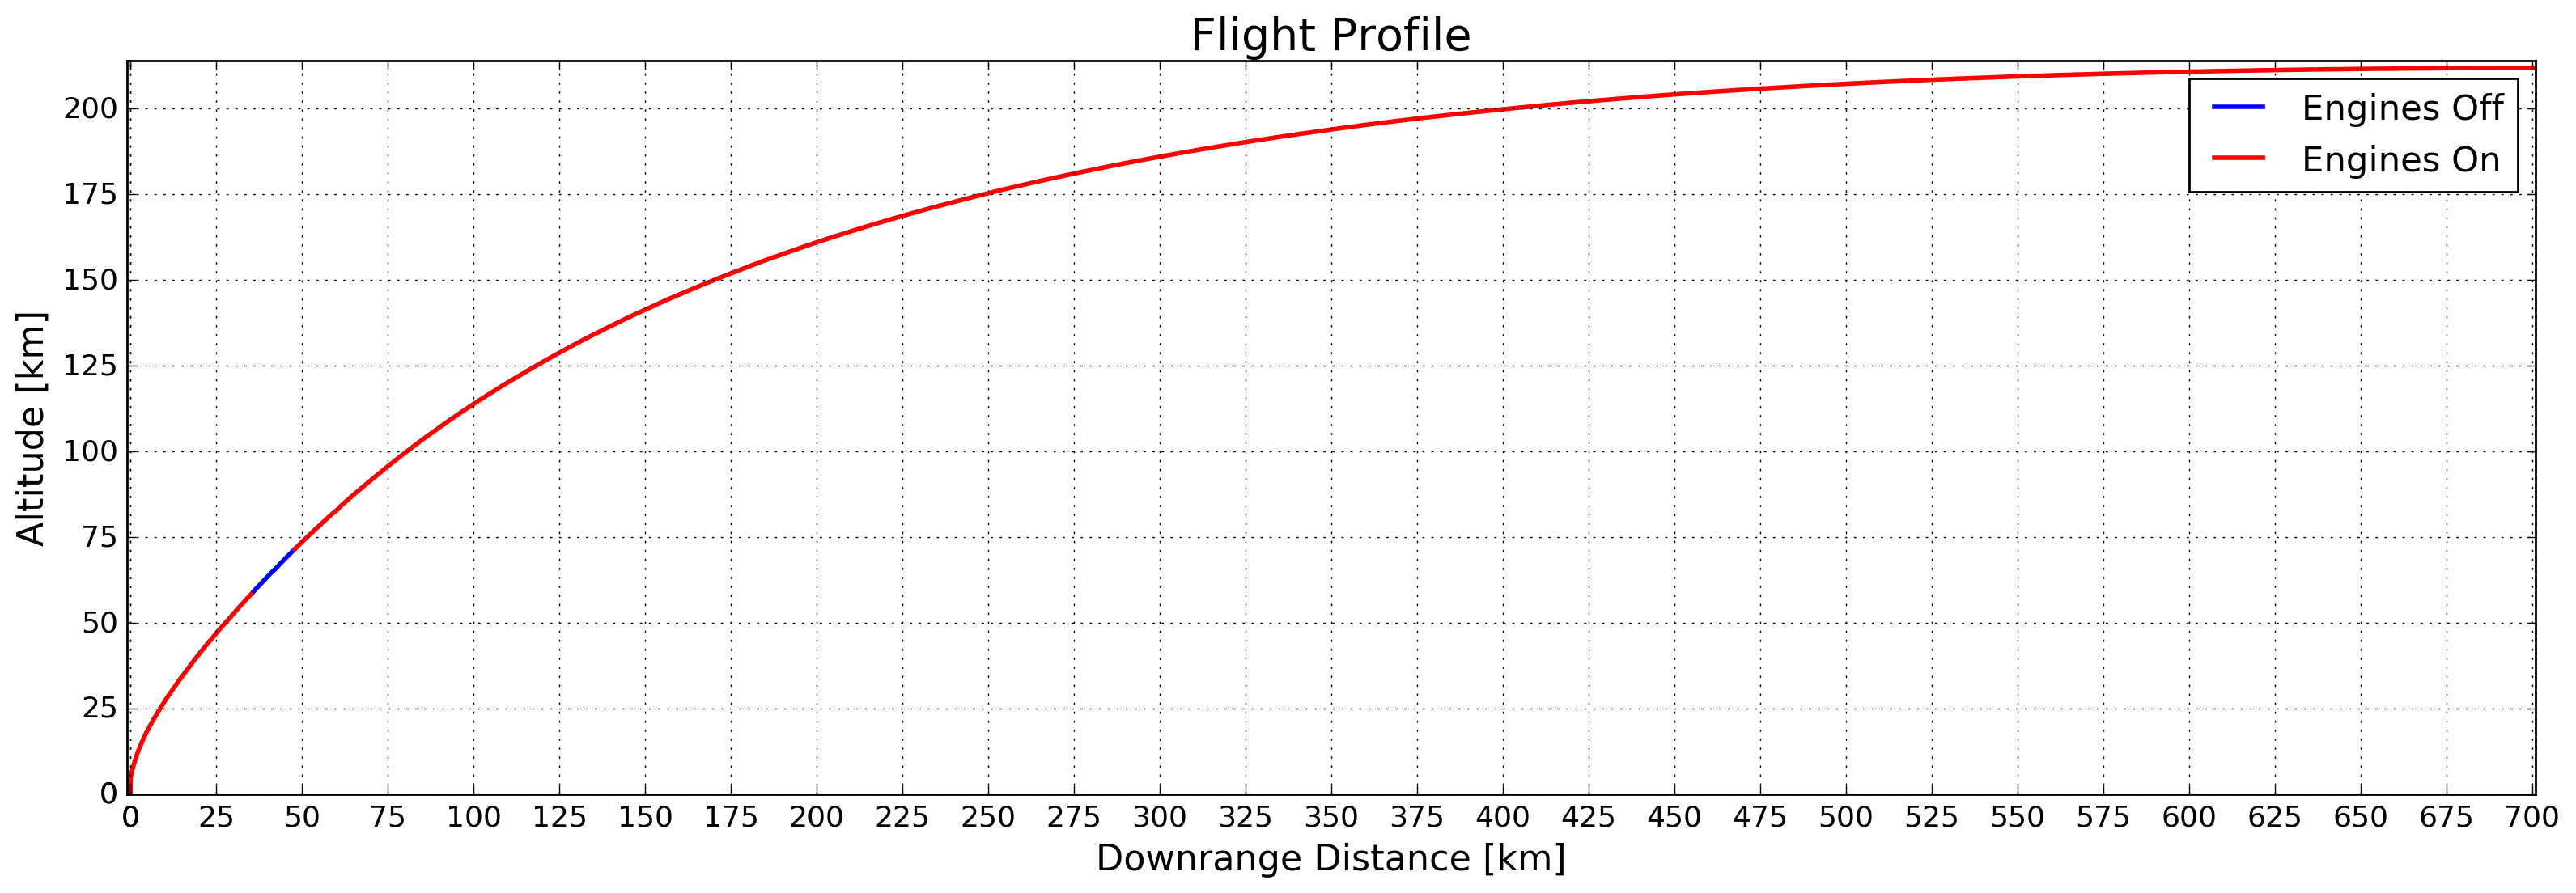 Flight Profile
Engines Off
Engines On
200
175
150
125
100
75
50
25
0
Altitude [km]
0 25 50 75 100 125 150 175 200 225 250 275 300 325 350 375 400 425 450 475 500 525 550 575 600 625 650 675 700
Downrange Distance [km]